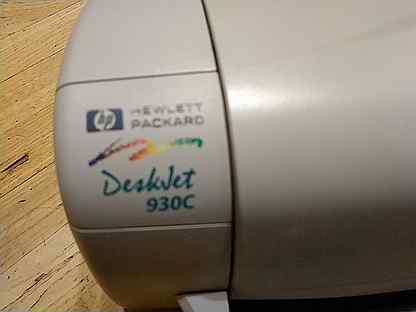 hp HEWLETT
PACKARD
DeskJet
930C